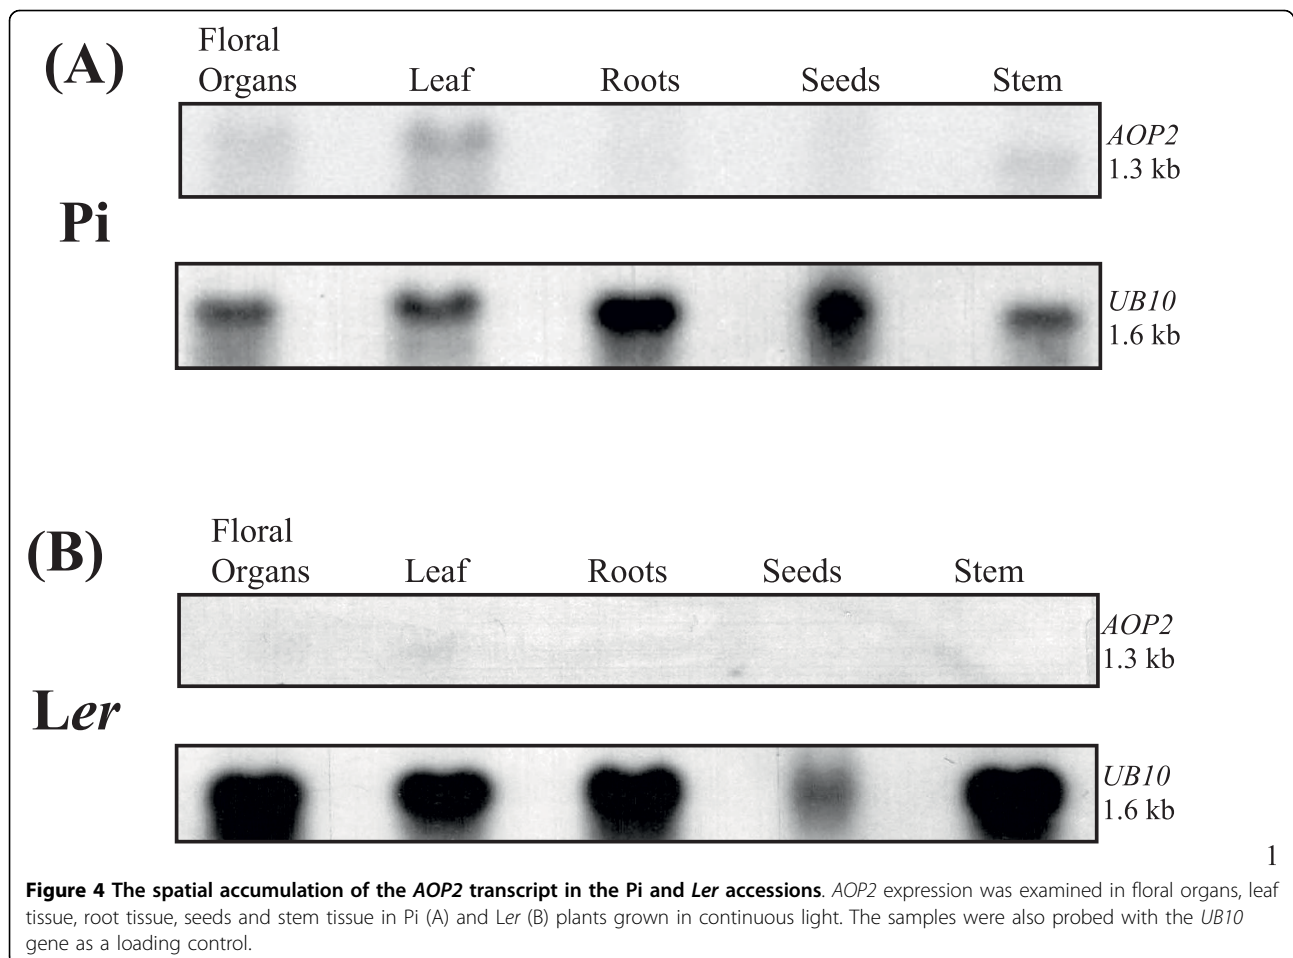 (A)
Floral
Organs Leaf Roots Seeds Stem
AOP2
1.3 kb
Pi
UB10
1.6 kb
(B)
Floral
Organs Leaf Roots Seeds Stem
AOP2
1.3 kb
Ler
UB10
1.6 kb
1
Figure 4 The spatial accumulation of the AOP2 transcript in the Pi and Ler accessions. AOP2 expression was examined in floral organs, leaf
tissue, root tissue, seeds and stem tissue in Pi (A) and Ler (B) plants grown in continuous light. The samples were also probed with the UB10
gene as a loading control.